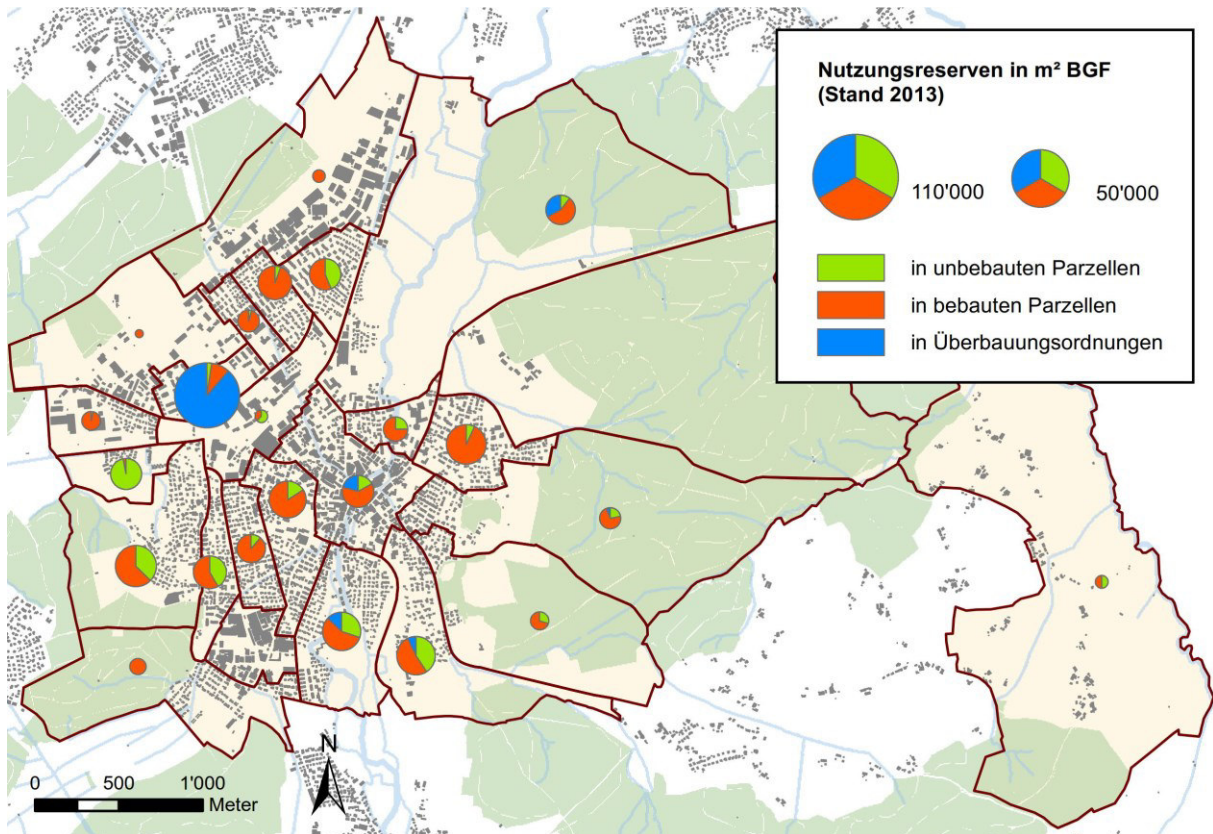 Nutzungsreserven in m² BGF
(Stand 2013)
110'000
50'000
in unbebauten Parzellen
in bebauten Parzellen
in Überbauungsordnungen
N
0 500 1'000
Meter